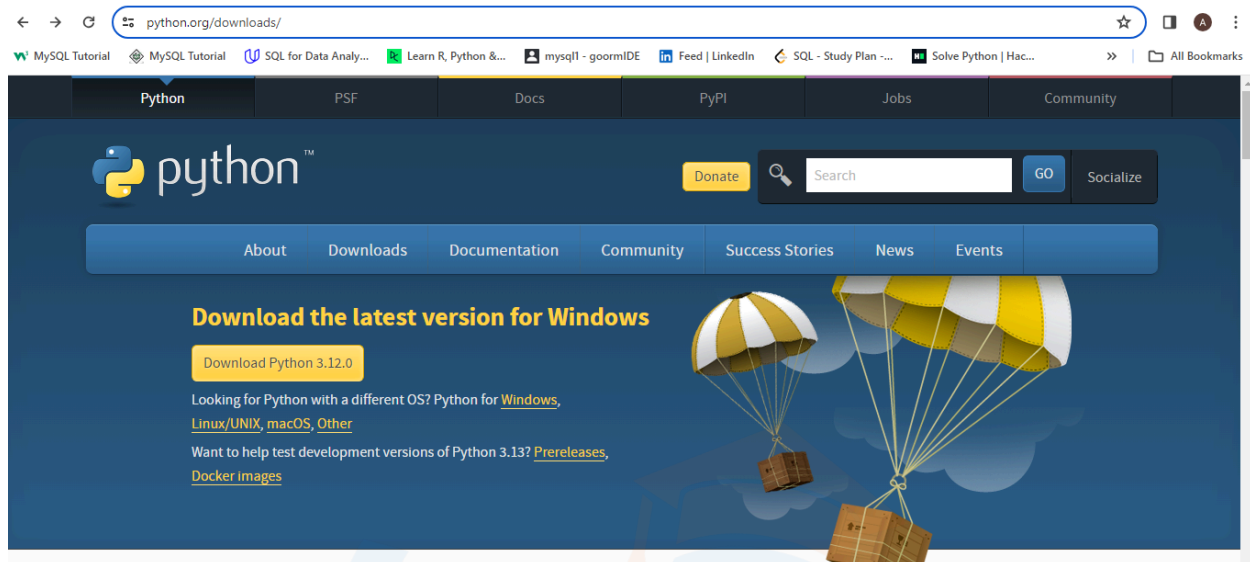 python.org/downloads/ A
MySQL Tutorial MySQL Tutorial SQL for Data Analy... Learn R, Python &... mysql1 - goormIDE Feed | LinkedIn SQL - Study Plan -... Solve Python | Hac... » All Bookmarks
Python PSF Docs PyPI Jobs Community
python™
Donate Search GO Socialize
About Downloads Documentation Community Success Stories News Events
Download the latest version for Windows
Download Python 3.12.0
Looking for Python with a different OS? Python for Windows,
Linux/UNIX, macOS, Other
Want to help test development versions of Python 3.13? Prereleases,
Docker images